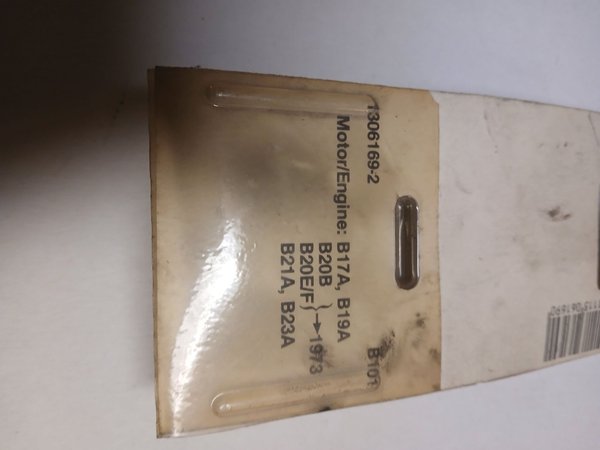 1306169-2 B101
Motor/Engine: B17A, B19A
B20B
B20E/F } → 1973
B21A, B23A